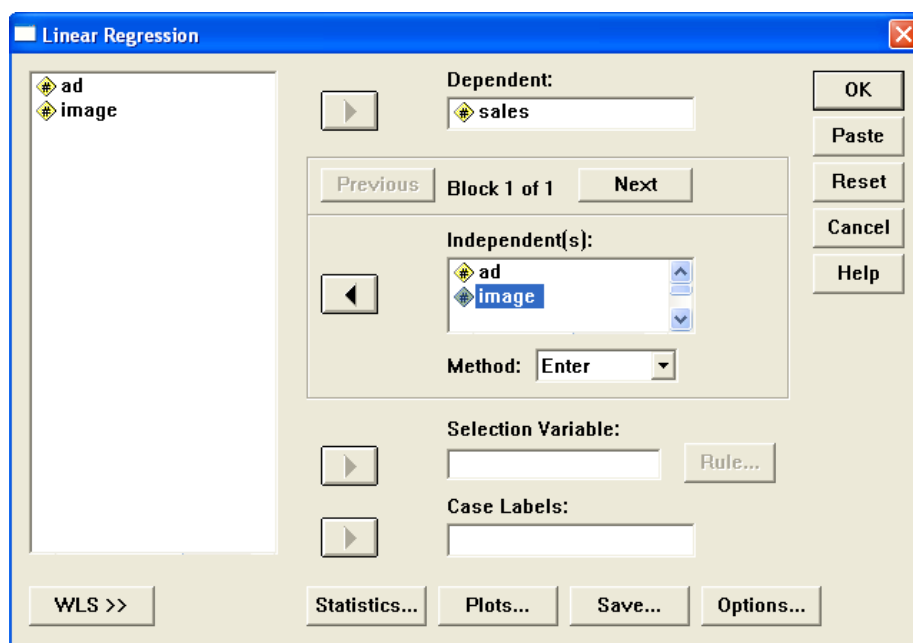 Linear Regression
ad
image
Dependent:
sales
Previous
Block 1 of 1
Next
Independent(s):
ad
image
Method:
Enter
Selection Variable:
Rule...
Case Labels:
WLS >>
Statistics...
Plots...
Save...
Options...
OK
Paste
Reset
Cancel
Help